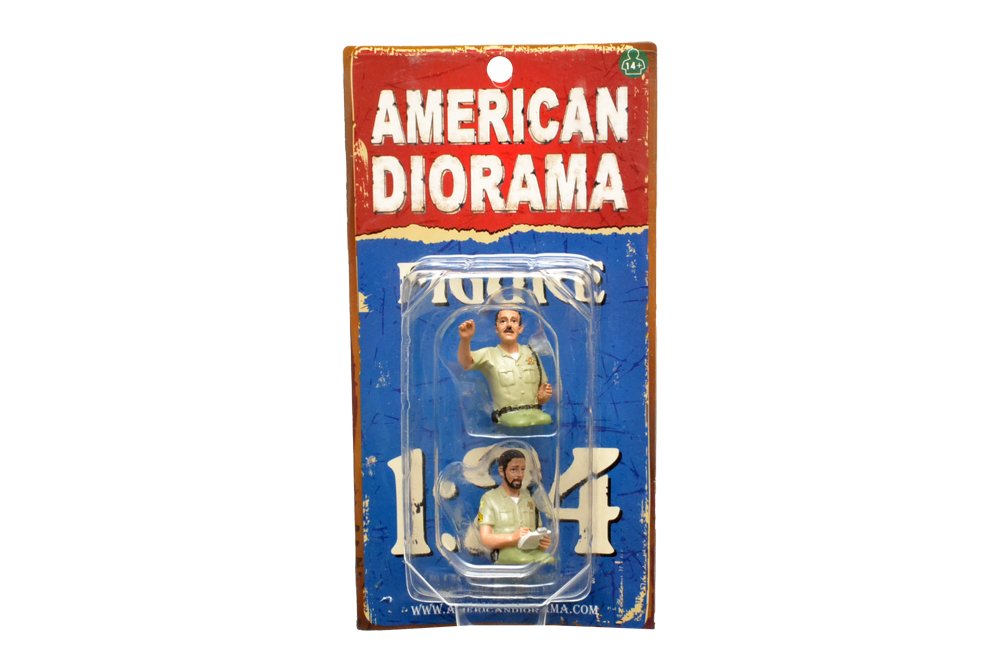 14+
AMERICAN
DIORAMA
FIGURE
1:24
WWW.AMERICANDIORAMA.COM